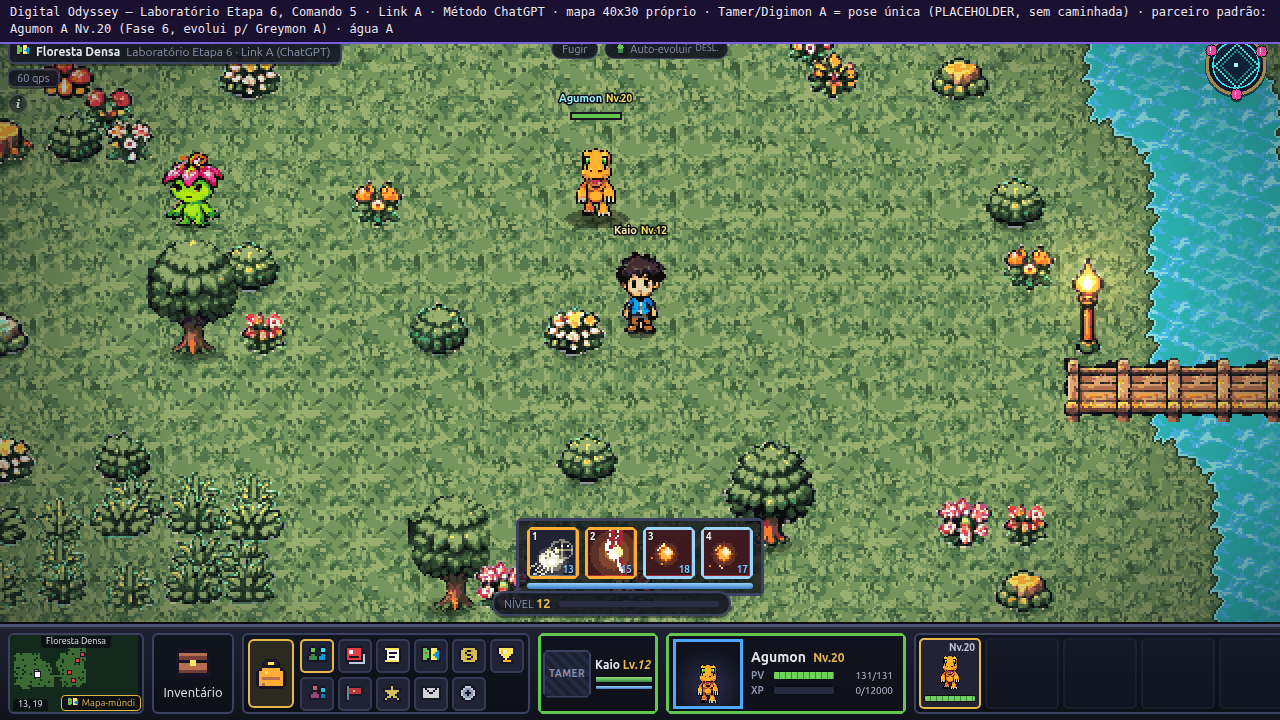 Digital Odyssey — Laboratório Etapa 6, Comando 5 · Link A · Método ChatGPT · mapa 40x30 próprio · Tamer/Digimon A = pose única (PLACEHOLDER, sem caminhada) · parceiro padrão:
Agumon A Nv.20 (Fase 6, evolui p/ Greymon A) · água A
Floresta Densa Laboratório Etapa 6 · Link A (ChatGPT)
Fugir
Auto-evoluir DESL.
60 qps
i
Agumon Nv.20
Kaio Nv.12
1 2 3 4
13 15 18 17
NÍVEL 12
Floresta Densa
13, 19
Mapa-múndi
Inventário
TAMER
Kaio Lv.12
Agumon Nv.20
PV 131/131
XP 0/12000
Nv.20